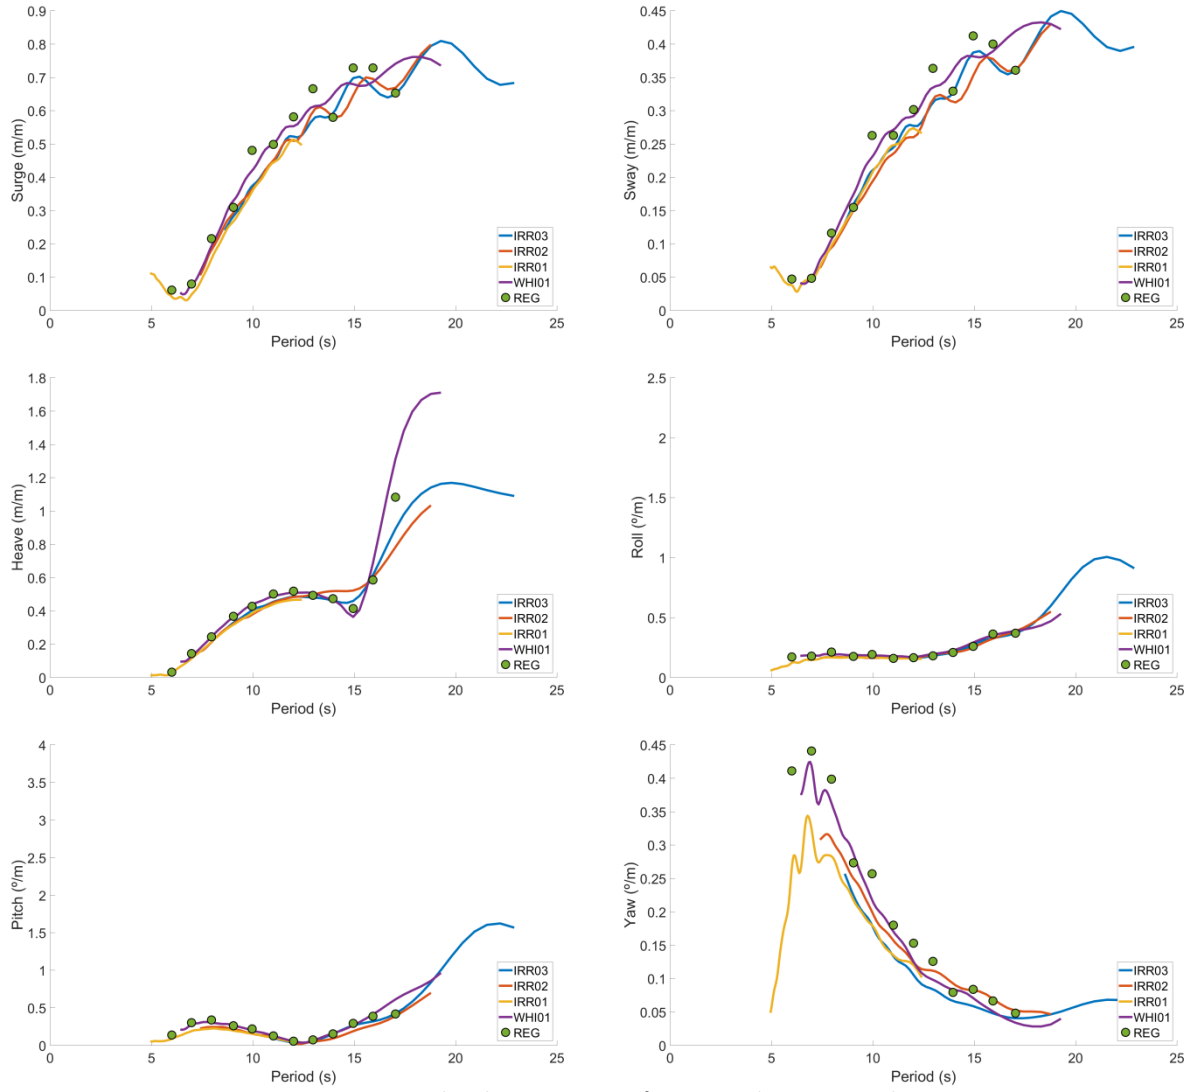 0.9
0.8
0.7
0.6
0.5
0.4
0.3
0.2
0.1
0
Surge (m/m)
0 5 10 15 20 25
Period (s)
IRR03
IRR02
IRR01
WHI01
REG
0.45
0.4
0.35
0.3
0.25
0.2
0.15
0.1
0.05
0
Sway (m/m)
0 5 10 15 20 25
Period (s)
IRR03
IRR02
IRR01
WHI01
REG
1.8
1.6
1.4
1.2
1
0.8
0.6
0.4
0.2
0
Heave (m/m)
0 5 10 15 20 25
Period (s)
IRR03
IRR02
IRR01
WHI01
REG
2.5
2
1.5
1
0.5
0
Roll (º/m)
0 5 10 15 20 25
Period (s)
IRR03
IRR02
IRR01
WHI01
REG
4
3.5
3
2.5
2
1.5
1
0.5
0
Pitch (º/m)
0 5 10 15 20 25
Period (s)
IRR03
IRR02
IRR01
WHI01
REG
0.45
0.4
0.35
0.3
0.25
0.2
0.15
0.1
0.05
0
Yaw (º/m)
0 5 10 15 20 25
Period (s)
IRR03
IRR02
IRR01
WHI01
REG